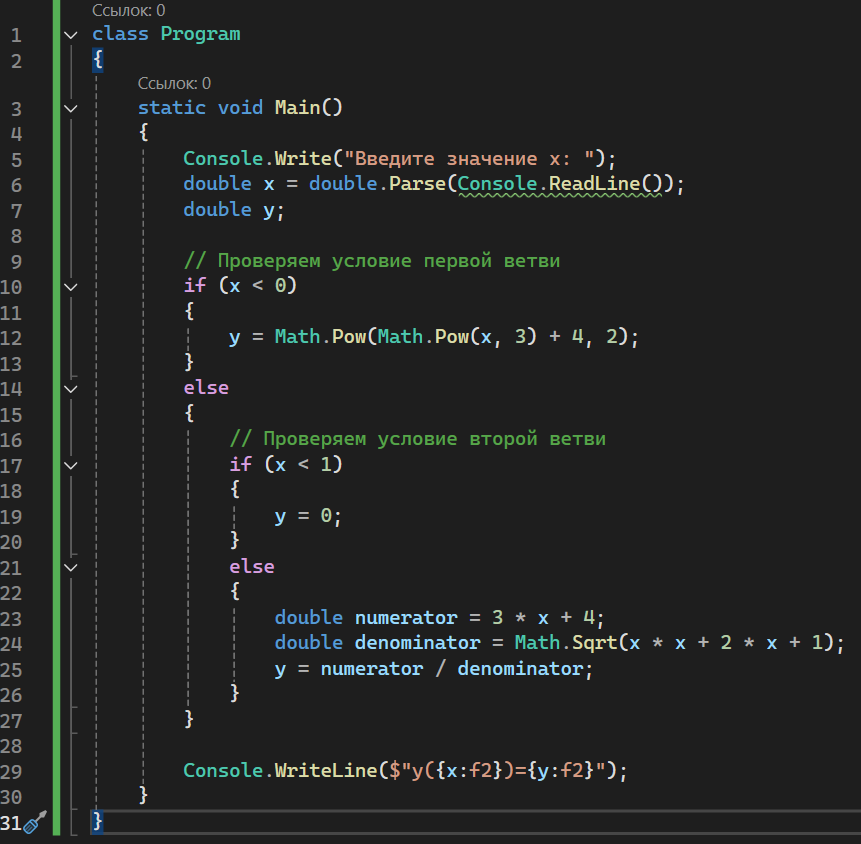 Ссылок: 0
1 class Program
2 {
Ссылок: 0
3 static void Main()
4 {
5 Console.Write("Введите значение x: ");
6 double x = double.Parse(Console.ReadLine());
7 double y;
8
9 // Проверяем условие первой ветви
10 if (x < 0)
11 {
12 y = Math.Pow(Math.Pow(x, 3) + 4, 2);
13 }
14 else
15 {
16 // Проверяем условие второй ветви
17 if (x < 1)
18 {
19 y = 0;
20 }
21 else
22 {
23 double numerator = 3 * x + 4;
24 double denominator = Math.Sqrt(x * x + 2 * x + 1);
25 y = numerator / denominator;
26 }
27 }
28
29 Console.WriteLine($"y({x:f2})={y:f2}");
30 }
31 }